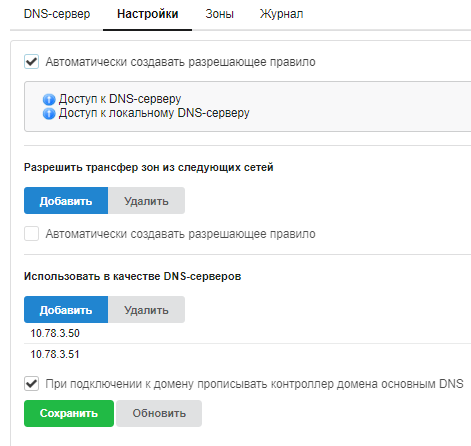 DNS-сервер Настройки Зоны Журнал
Автоматически создавать разрешающее правило
Доступ к DNS-серверу
Доступ к локальному DNS-серверу
Разрешить трансфер зон из следующих сетей
Добавить Удалить
Автоматически создавать разрешающее правило
Использовать в качестве DNS-серверов
Добавить Удалить
10.78.3.50
10.78.3.51
При подключении к домену прописывать контроллер домена основным DNS
Сохранить Обновить